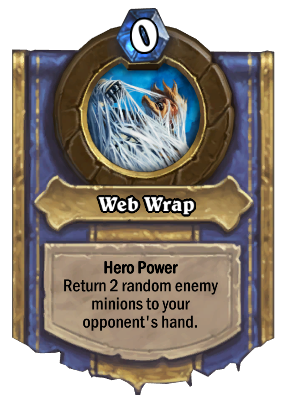 0
Web Wrap
Hero Power
Return 2 random enemy
minions to your
opponent's hand.